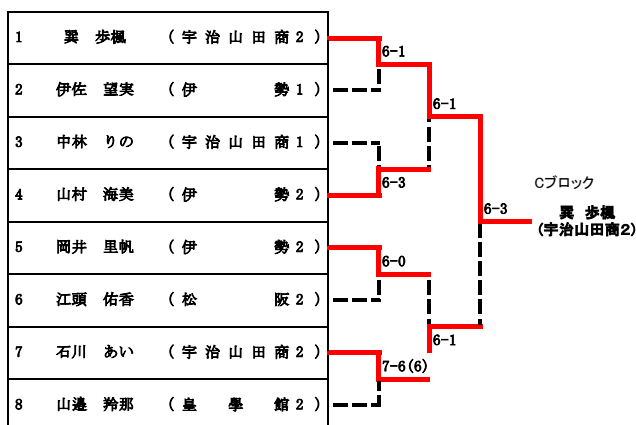 1 巽 歩楓 (宇治山田商2)
6-1
2 伊佐 望実 (伊 勢1)
6-1
3 中林 りの (宇治山田商1)
6-3
4 山村 海美 (伊 勢2)
Cブロック
6-3
巽 歩楓
(宇治山田商2)
5 岡井 里帆 (伊 勢2)
6-0
6 江頭 佑香 (松 阪2)
6-1
7 石川 あい (宇治山田商2)
7-6(6)
8 山邉 羚那 (皇 學 館2)